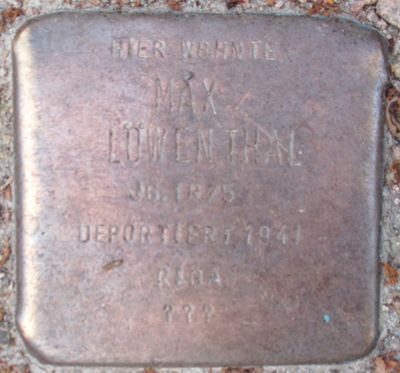 HIER WOHNTE
MAX
LÖWENTHAL
JG. 1875
DEPORTIERT 1941
RIGA
???